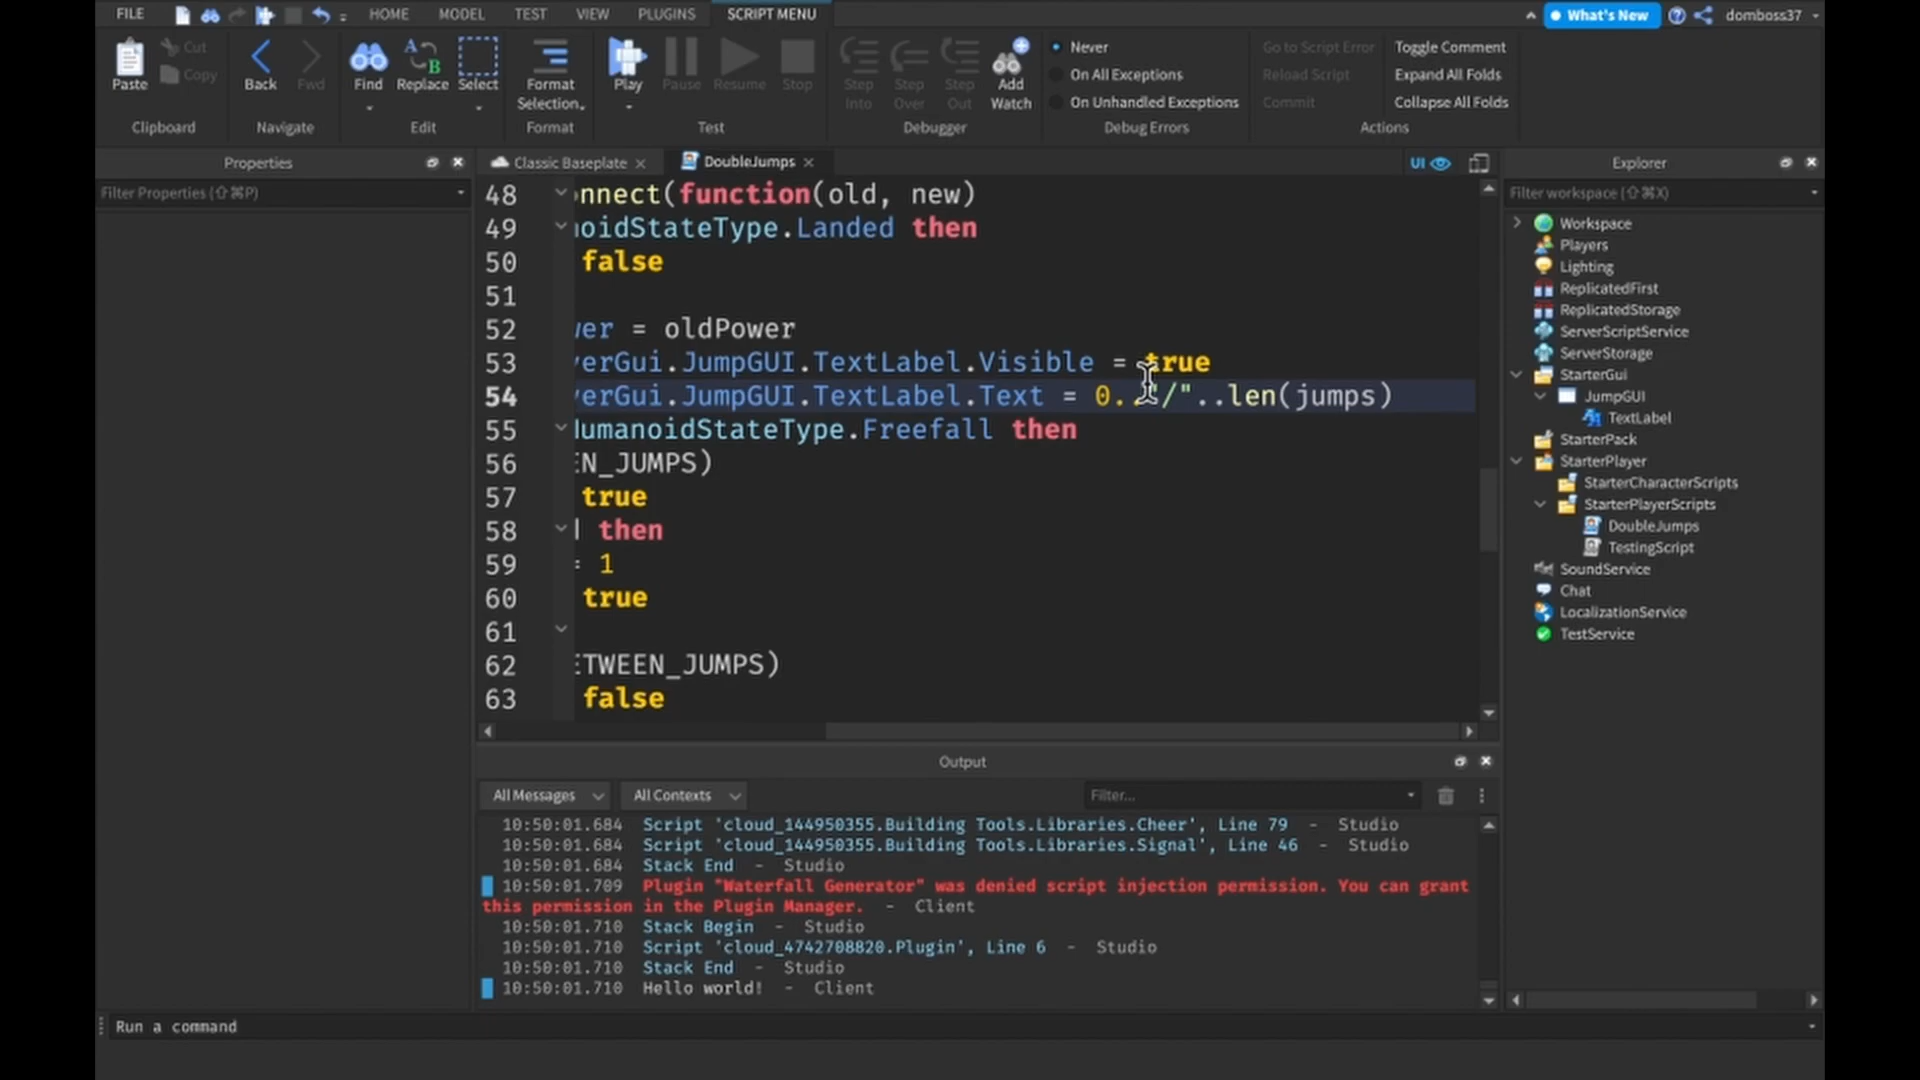 FILE HOME MODEL TEST VIEW PLUGINS SCRIPT MENU What's New domboss37
Paste Cut Copy Clipboard
Back Fwd Navigate
Find Replace Select Edit
Format Selection Format
Play Pause Resume Stop Test
Step Into Step Over Step Out Add Watch Debugger
Never
On All Exceptions
On Unhandled Exceptions
Debug Errors
Go to Script Error
Reload Script
Commit
Toggle Comment
Expand All Folds
Collapse All Folds
Actions
Properties
Filter Properties (⇧⌘P)
Classic Baseplate DoubleJumps UI
48 nnect(function(old, new)
49 noidStateType.Landed then
50 false
51
52 wer = oldPower
53 yerGui.JumpGUI.TextLabel.Visible = true
54 yerGui.JumpGUI.TextLabel.Text = 0.."/"..len(jumps)
55 HumanoidStateType.Freefall then
56 EN_JUMPS)
57 true
58 then
59 = 1
60 true
61
62 ETWEEN_JUMPS)
63 false
Output
All Messages All Contexts Filter...
10:50:01.684 Script 'cloud_144950355.Building Tools.Libraries.Cheer', Line 79 - Studio
10:50:01.684 Script 'cloud_144950355.Building Tools.Libraries.Signal', Line 46 - Studio
10:50:01.684 Stack End - Studio
10:50:01.709 Plugin "Waterfall Generator" was denied script injection permission. You can grant
this permission in the Plugin Manager. - Client
10:50:01.710 Stack Begin - Studio
10:50:01.710 Script 'cloud_4742708820.Plugin', Line 6 - Studio
10:50:01.710 Stack End - Studio
10:50:01.710 Hello world! - Client
Run a command
Explorer
Filter workspace (⇧⌘X)
Workspace
Players
Lighting
ReplicatedFirst
ReplicatedStorage
ServerScriptService
ServerStorage
StarterGui
JumpGUI
TextLabel
StarterPack
StarterPlayer
StarterCharacterScripts
StarterPlayerScripts
DoubleJumps
TestingScript
SoundService
Chat
LocalizationService
TestService